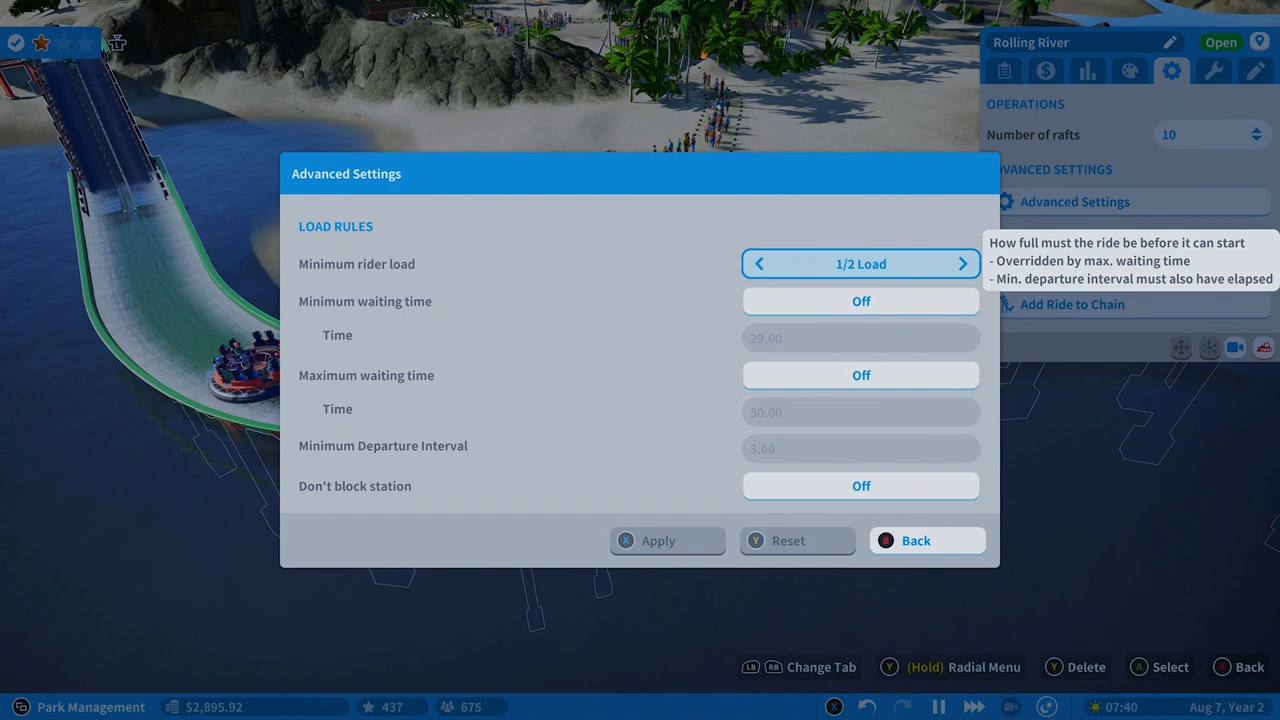 Rolling River
Open
OPERATIONS
Number of rafts
10
ADVANCED SETTINGS
Advanced Settings
Advanced Settings
LOAD RULES
Minimum rider load
1/2 Load
How full must the ride be before it can start
- Overridden by max. waiting time
- Min. departure interval must also have elapsed
Minimum waiting time
Off
Add Ride to Chain
Time
29.00
Maximum waiting time
Off
Time
30.00
Minimum Departure Interval
3.00
Don't block station
Off
X Apply
Y Reset
B Back
LB RB Change Tab
Y (Hold) Radial Menu
Y Delete
A Select
B Back
Park Management
$2,895.92
437
675
X
07:40
Aug 7, Year 2